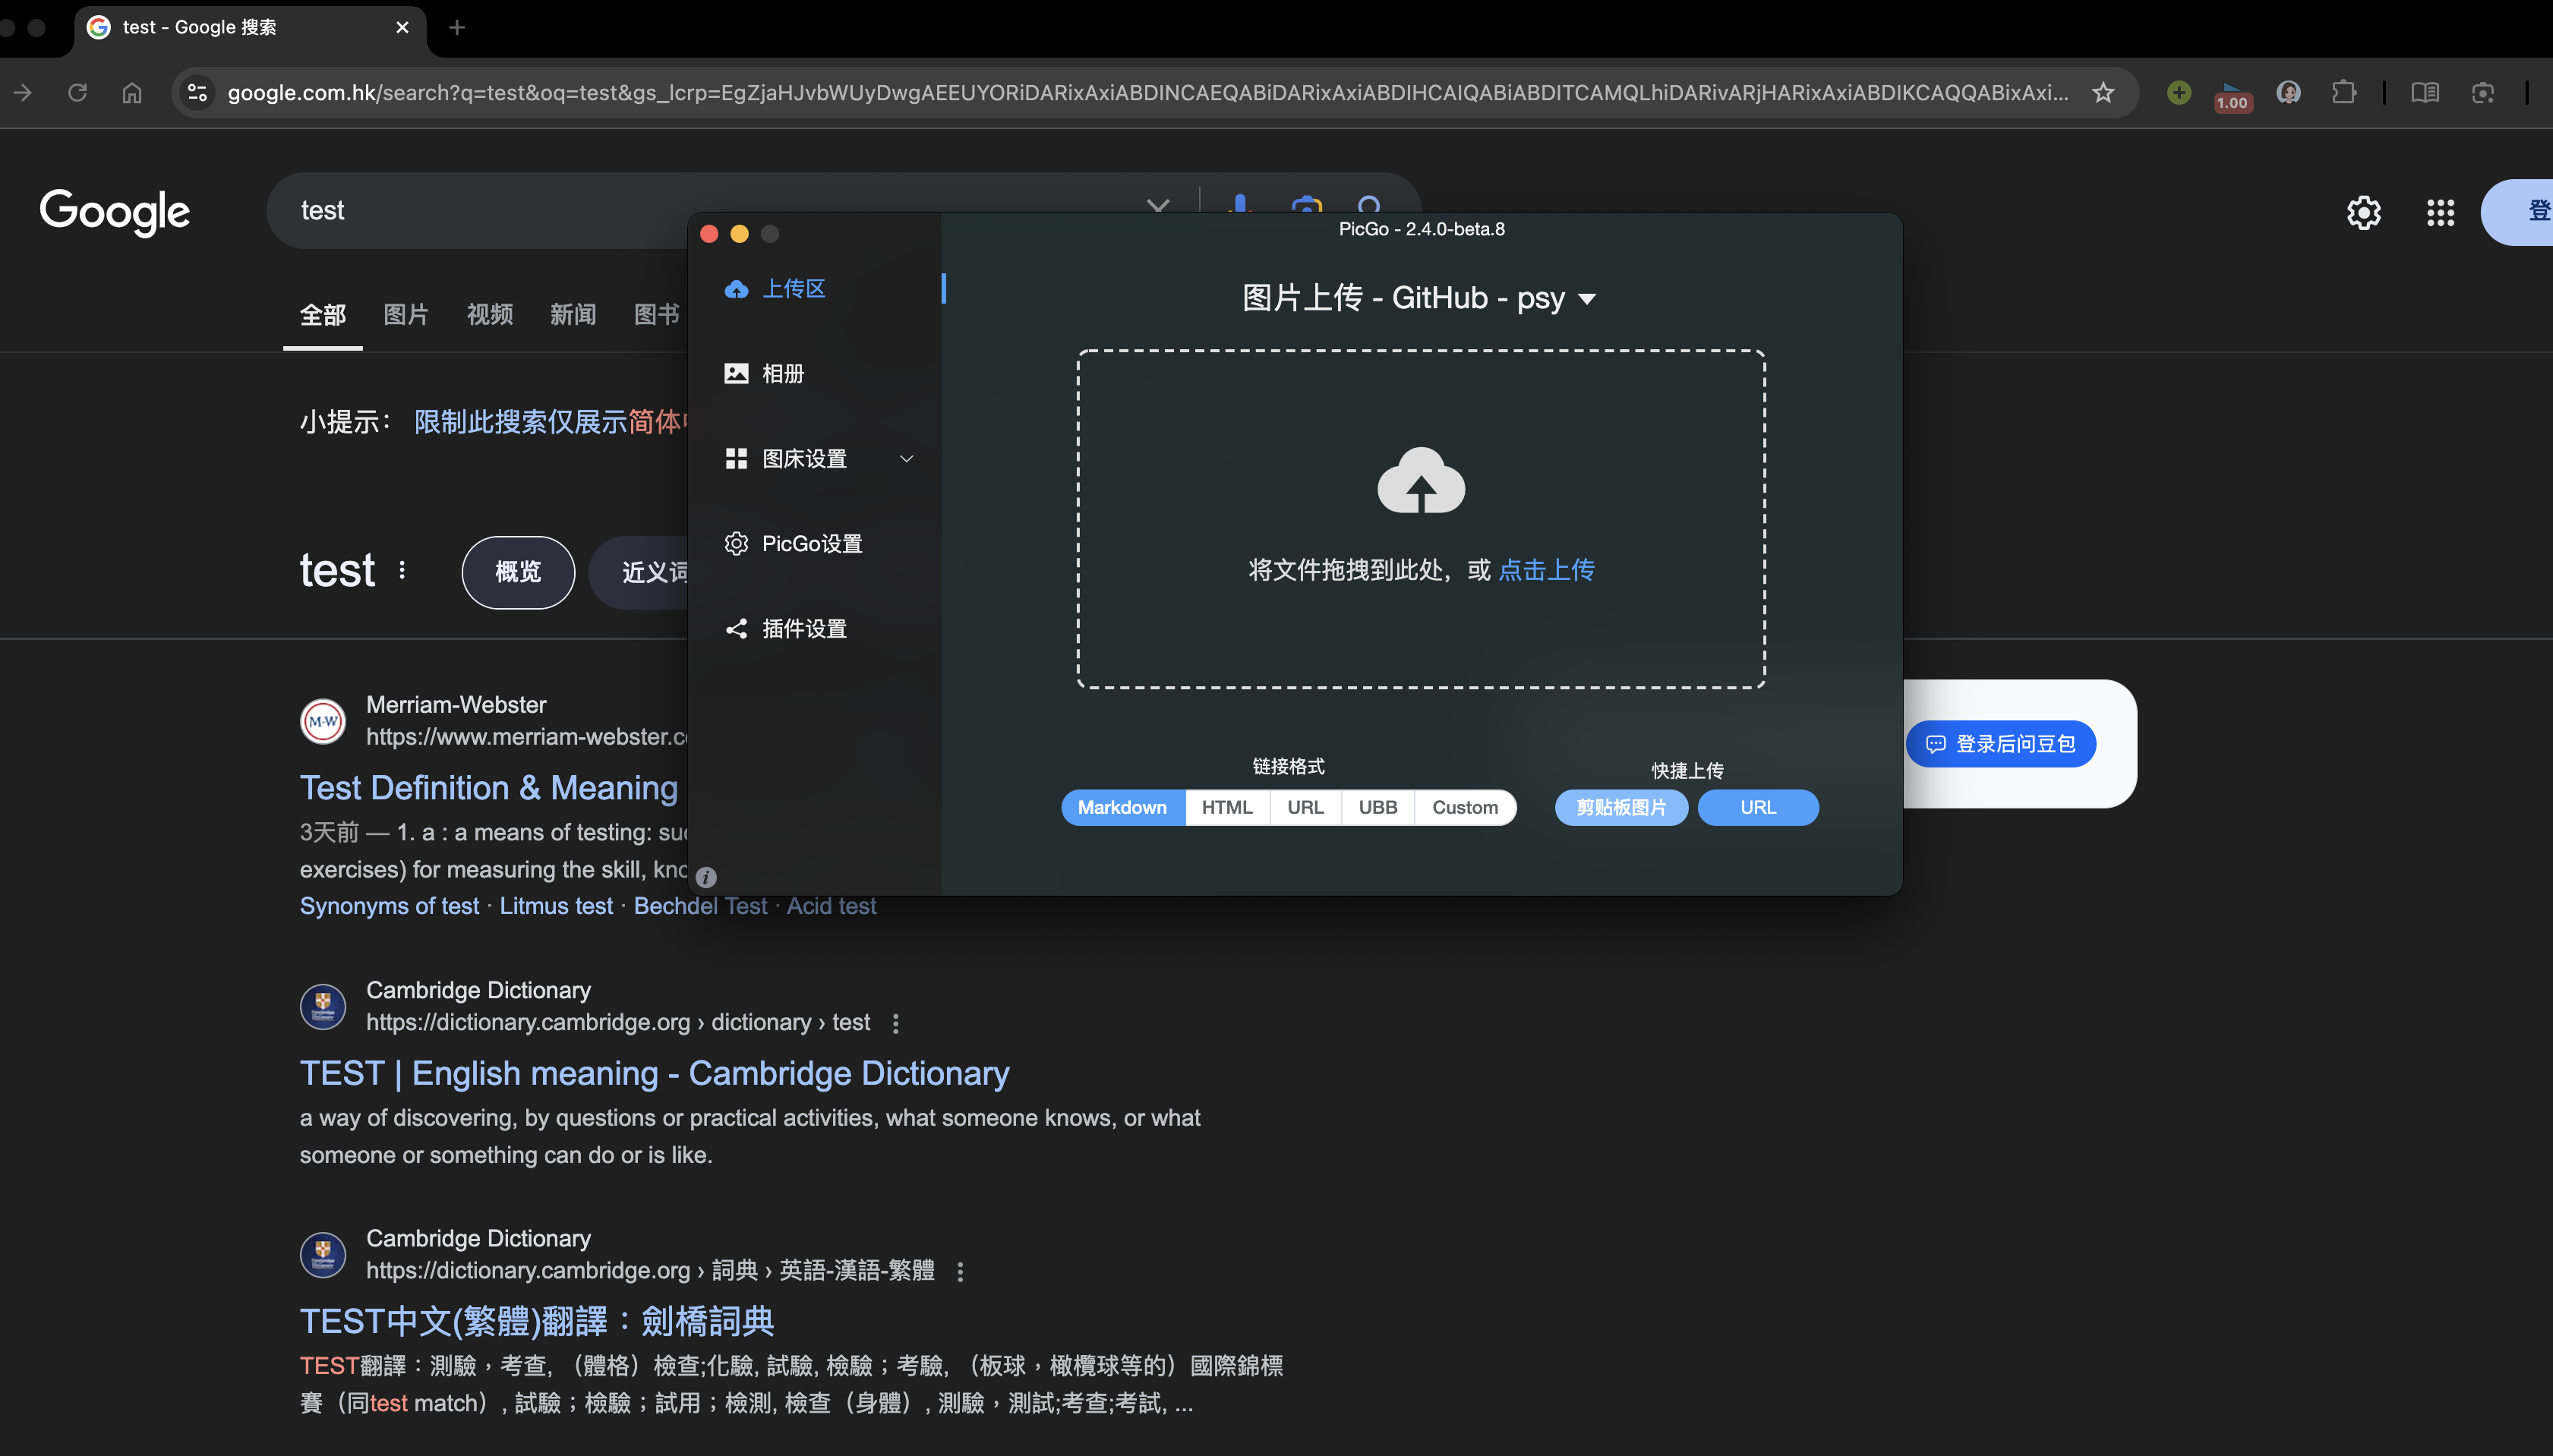 test - Google 搜索
google.com.hk/search?q=test&oq=test&gs_lcrp=EgZjaHJvbWUyDwgAEEUYORiDARixAxiABDINCAEQABiDARixAxiABDIHCAIQABiABDITCAMQLhiDARivARjHARixAxiABDIKCAQQABixAxi...
1.00
Google
test
登
全部 图片 视频 新闻 图书
小提示： 限制此搜索仅展示简体
test
概览
近义词
Merriam-Webster
https://www.merriam-webster.c
Test Definition & Meaning
3天前 — 1. a : a means of testing: su
exercises) for measuring the skill, kno
Synonyms of test · Litmus test · Bechdel Test · Acid test
Cambridge Dictionary
https://dictionary.cambridge.org › dictionary › test
TEST | English meaning - Cambridge Dictionary
a way of discovering, by questions or practical activities, what someone knows, or what
someone or something can do or is like.
Cambridge Dictionary
https://dictionary.cambridge.org › 詞典 › 英語-漢語-繁體
TEST中文(繁體)翻譯：劍橋詞典
TEST翻譯：測驗，考查, （體格）檢查;化驗, 試驗, 檢驗；考驗, （板球，橄欖球等的）國際錦標
賽（同test match）, 試驗；檢驗；試用；檢測, 檢查（身體）, 測驗，測試;考查;考試, ...
PicGo - 2.4.0-beta.8
上传区
相册
图床设置
PicGo设置
插件设置
图片上传 - GitHub - psy
将文件拖拽到此处，或 点击上传
链接格式
Markdown HTML URL UBB Custom
快捷上传
剪贴板图片 URL
登录后问豆包
M-W